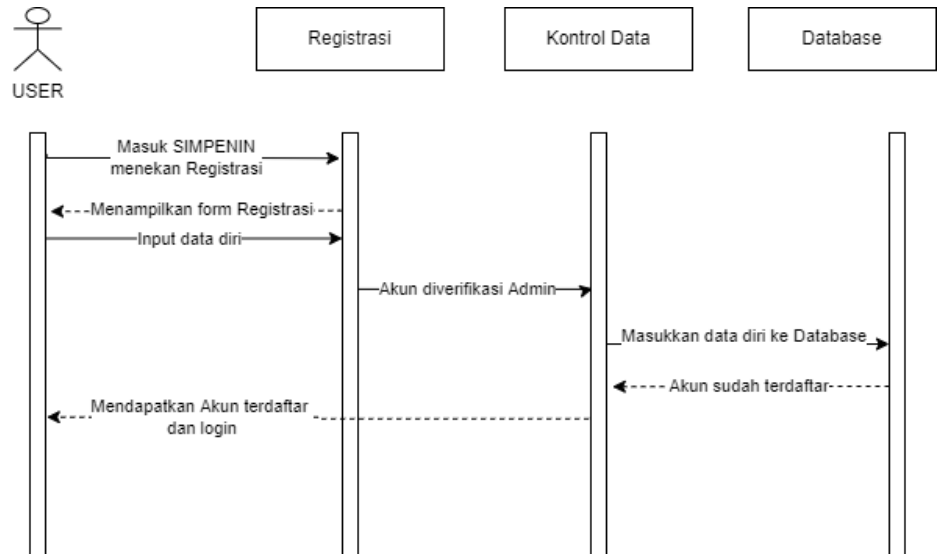 Registrasi
Kontrol Data
Database
USER
Masuk SIMPENIN
menekan Registrasi
Menampilkan form Registrasi
Input data diri
Akun diverifikasi Admin
Masukkan data diri ke Database
Akun sudah terdaftar
Mendapatkan Akun terdaftar
dan login